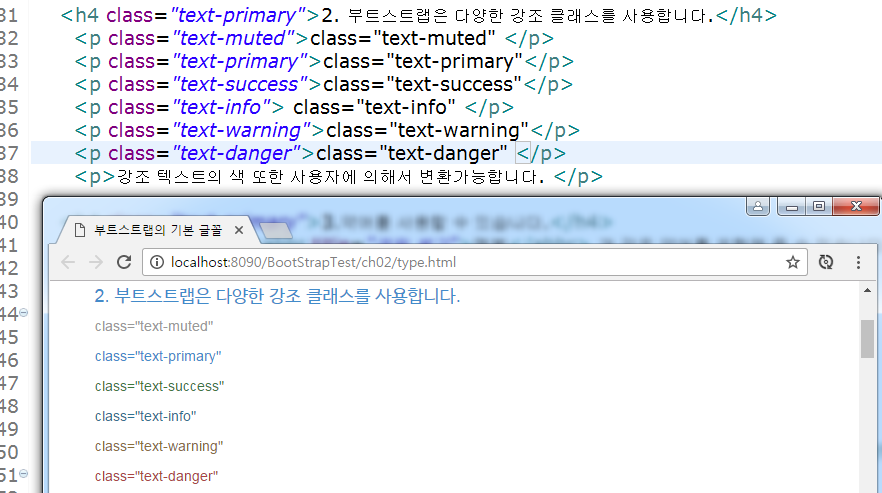 31 <h4 class="text-primary">2. 부트스트랩은 다양한 강조 클래스를 사용합니다.</h4>
32 <p class="text-muted">class="text-muted" </p>
33 <p class="text-primary">class="text-primary"</p>
34 <p class="text-success">class="text-success"</p>
35 <p class="text-info"> class="text-info" </p>
36 <p class="text-warning">class="text-warning"</p>
37 <p class="text-danger">class="text-danger" </p>
38 <p>강조 텍스트의 색 또한 사용자에 의해서 변환가능합니다. </p>
39
40
41
42
43
44
45
46
47
48
49
50
51
부트스트랩의 기본 글꼴
localhost:8090/BootStrapTest/ch02/type.html
2. 부트스트랩은 다양한 강조 클래스를 사용합니다.
class="text-muted"
class="text-primary"
class="text-success"
class="text-info"
class="text-warning"
class="text-danger"